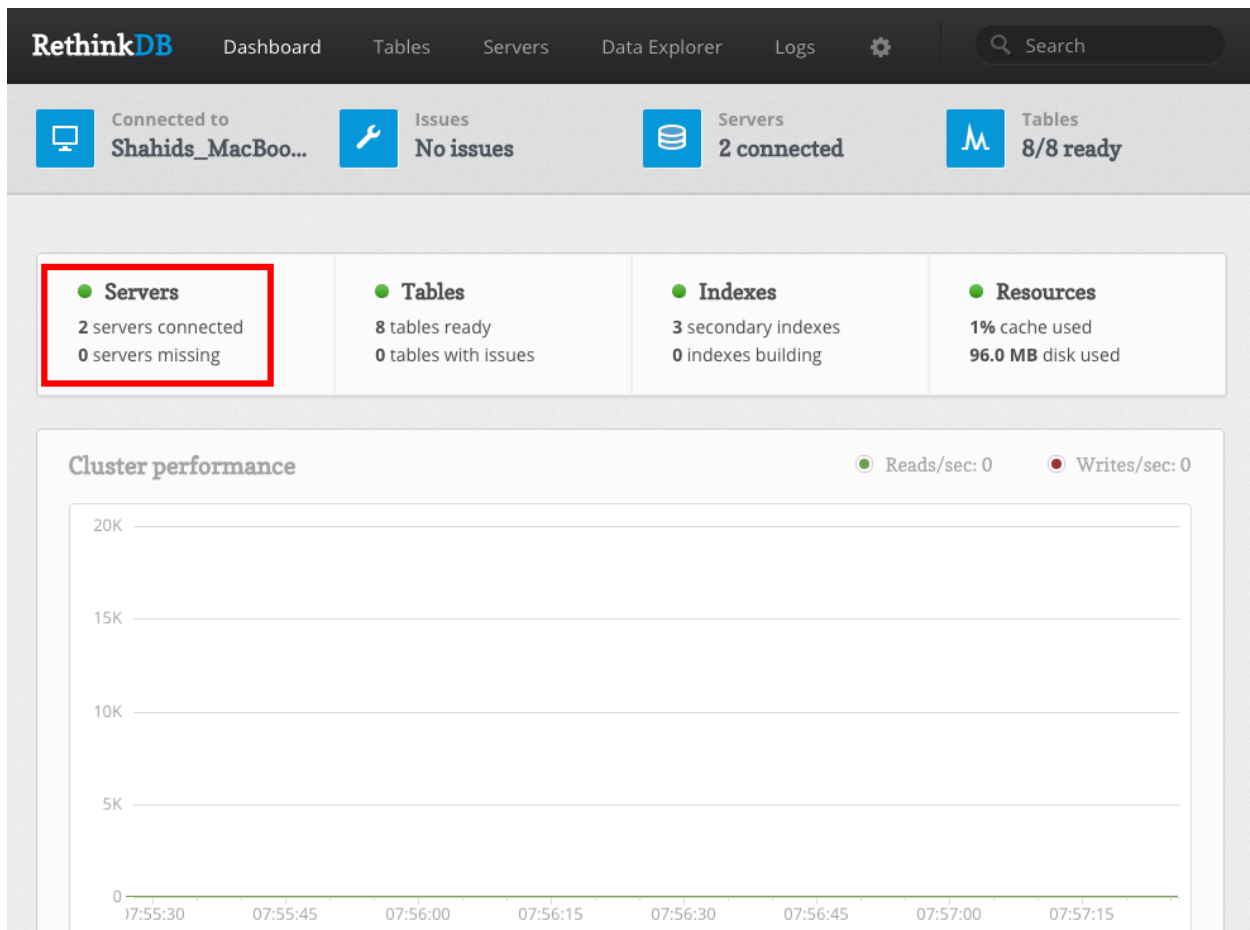 RethinkDB Dashboard Tables Servers Data Explorer Logs Search
Connected to
Shahids_MacBoo...
Issues
No issues
Servers
2 connected
Tables
8/8 ready
Servers
2 servers connected
0 servers missing
Tables
8 tables ready
0 tables with issues
Indexes
3 secondary indexes
0 indexes building
Resources
1% cache used
96.0 MB disk used
Cluster performance
Reads/sec: 0
Writes/sec: 0
20K
15K
10K
5K
0
07:55:30 07:55:45 07:56:00 07:56:15 07:56:30 07:56:45 07:57:00 07:57:15